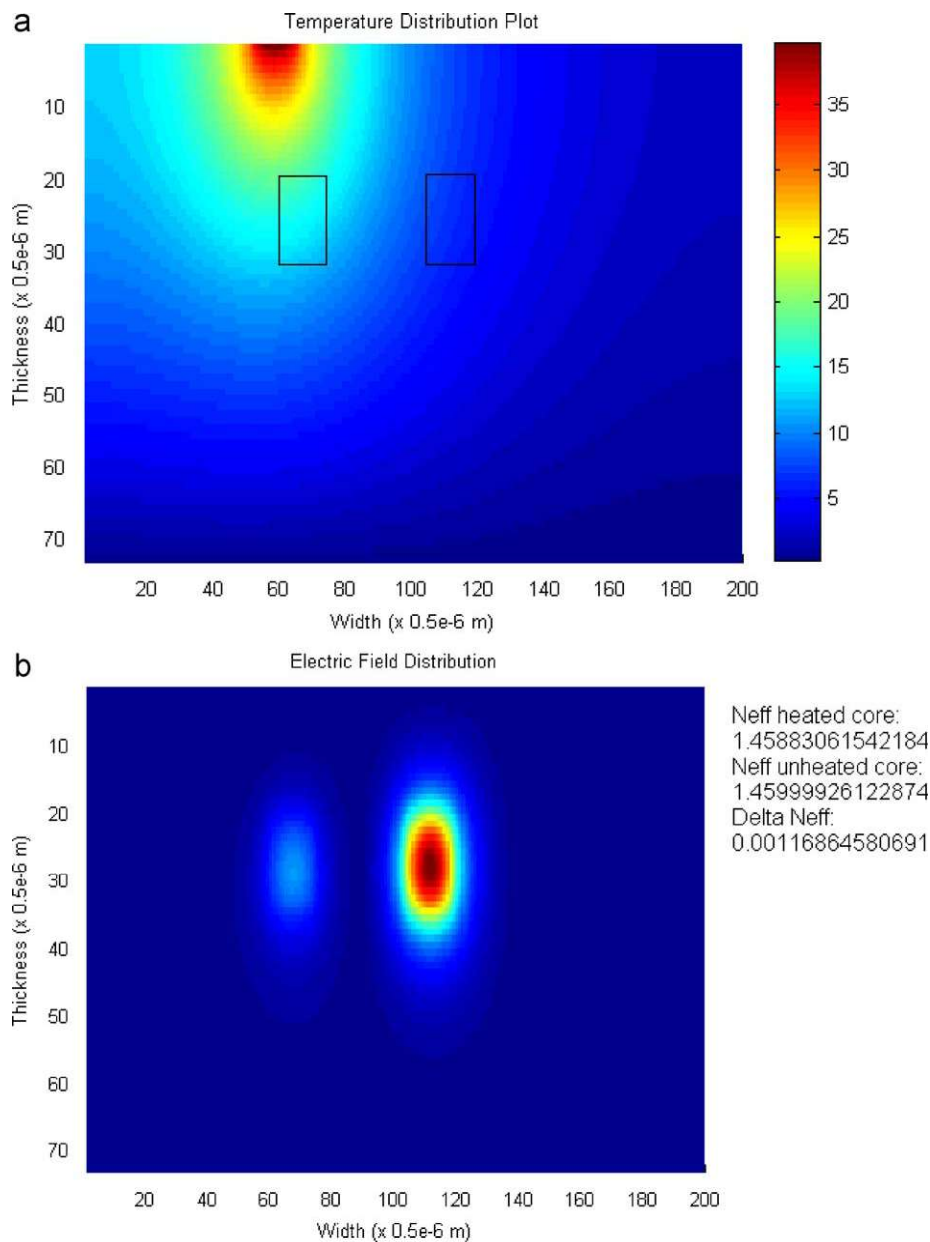 a
Temperature Distribution Plot
10
20
30
40
50
60
70
Thickness (x 0.5e-6 m)
20 40 60 80 100 120 140 160 180 200
Width (x 0.5e-6 m)
35
30
25
20
15
10
5
b
Electric Field Distribution
10
20
30
40
50
60
70
Thickness (x 0.5e-6 m)
20 40 60 80 100 120 140 160 180 200
Width (x 0.5e-6 m)
Neff heated core:
1.45883061542184
Neff unheated core:
1.45999926122874
Delta Neff:
0.00116864580691